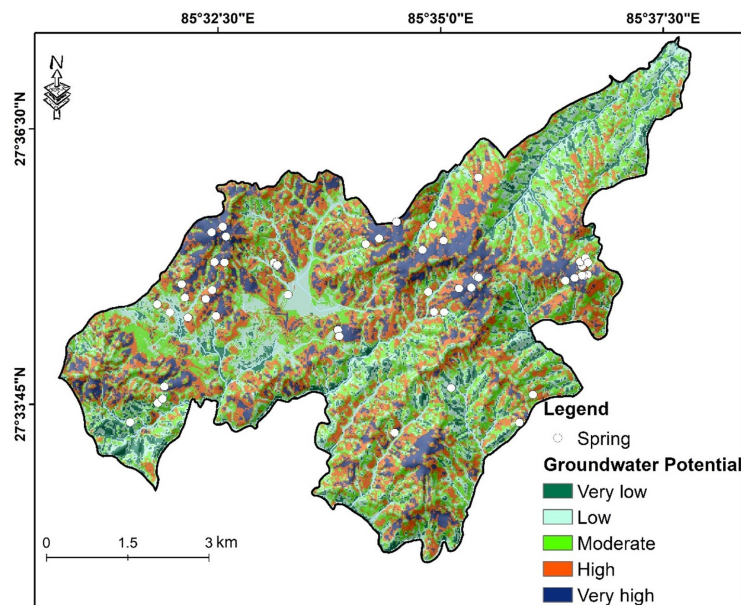 85°32'30"E 85°35'0"E 85°37'30"E
N
27°36'30"N
27°33'45"N
Legend
Spring
Groundwater Potential
Very low
Low
Moderate
High
Very high
0 1.5 3 km